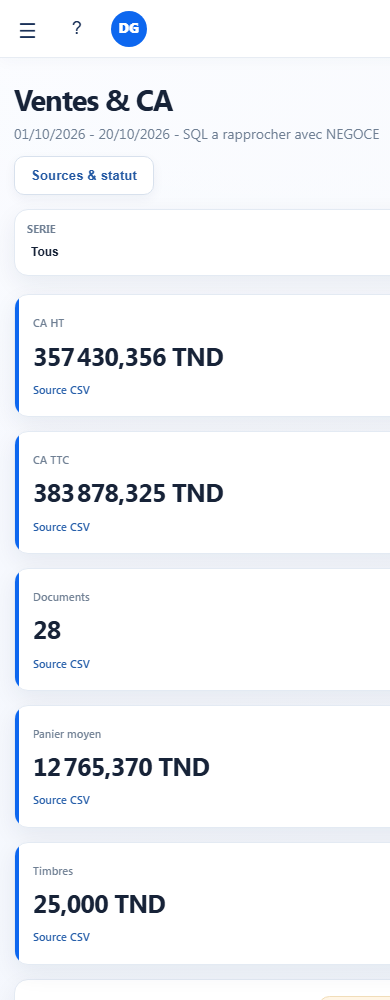 ☰ ? DG
Ventes & CA
01/10/2026 - 20/10/2026 - SQL a rapprocher avec NEGOCE
Sources & statut
SERIE
Tous
CA HT
357 430,356 TND
Source CSV
CA TTC
383 878,325 TND
Source CSV
Documents
28
Source CSV
Panier moyen
12 765,370 TND
Source CSV
Timbres
25,000 TND
Source CSV